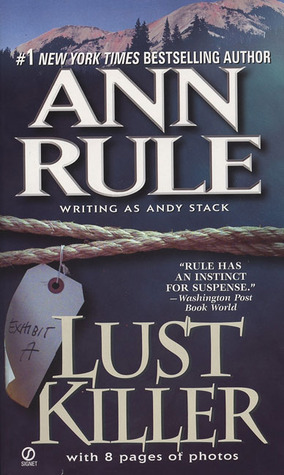 #1 NEW YORK TIMES BESTSELLING AUTHOR
ANN
RULE
WRITING AS ANDY STACK
“RULE HAS
AN INSTINCT
FOR SUSPENSE.”
—Washington Post
Book World
EXHIBIT
A
LUST
KILLER
SIGNET
with 8 pages of photos